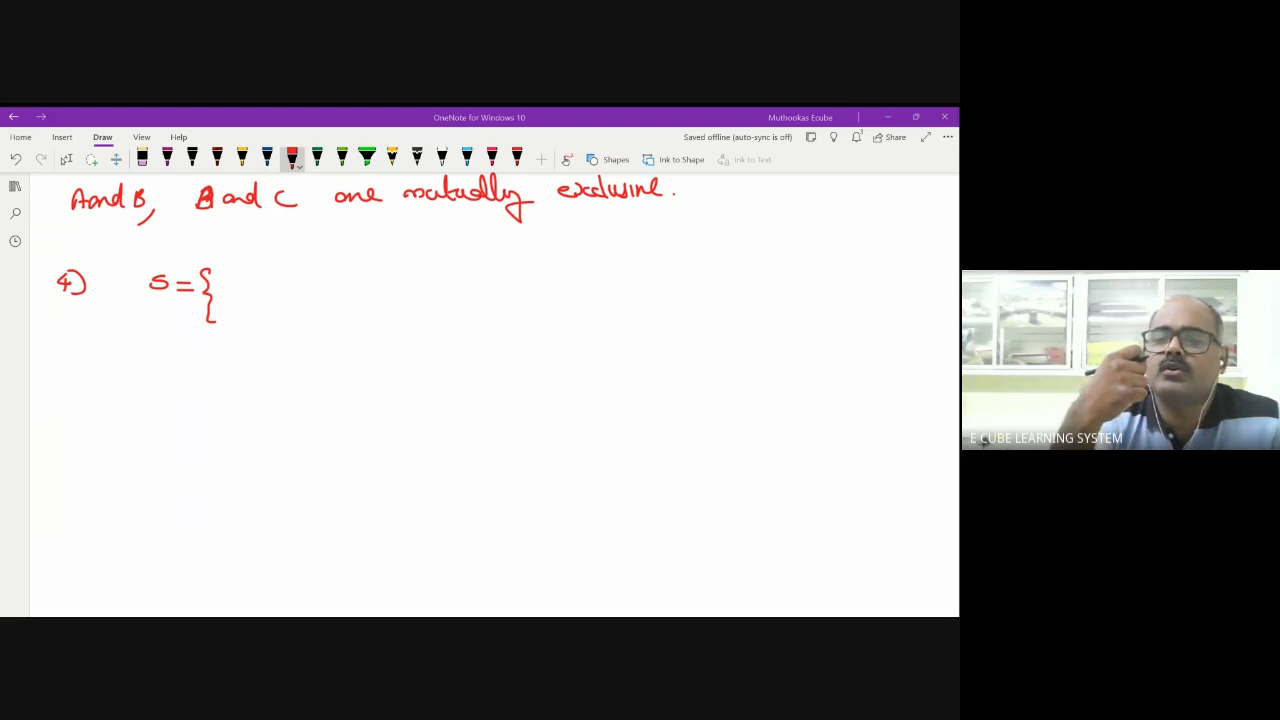 OneNote for Windows 10
Muthookas Ecube
Home Insert Draw View Help
Saved offline (auto-sync is off)
3
Share
Shapes
Ink to Shape
Ink to Text
A and B, B and C are mutually exclusive.
4) S = {
E CUBE LEARNING SYSTEM